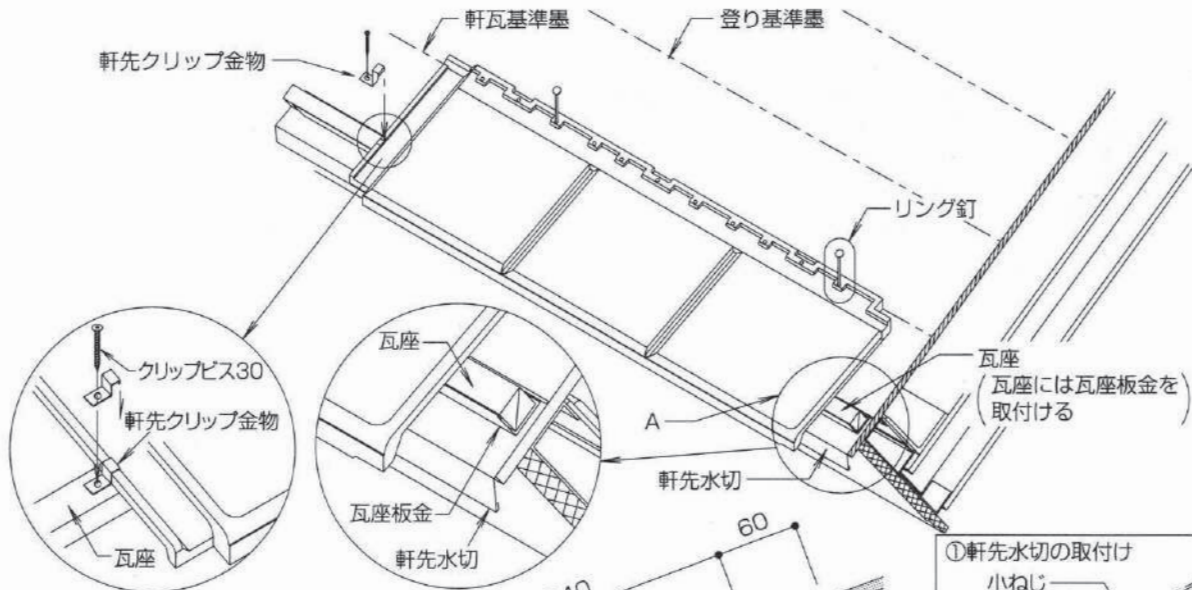 軒瓦基準墨
登り基準墨
軒先クリップ金物
リング釘
クリップビス30
軒先クリップ金物
瓦座
瓦座
瓦座板金
軒先水切
A
瓦座
(瓦座には瓦座板金を
取付ける)
軒先水切
60
①軒先水切の取付け
小ねじ